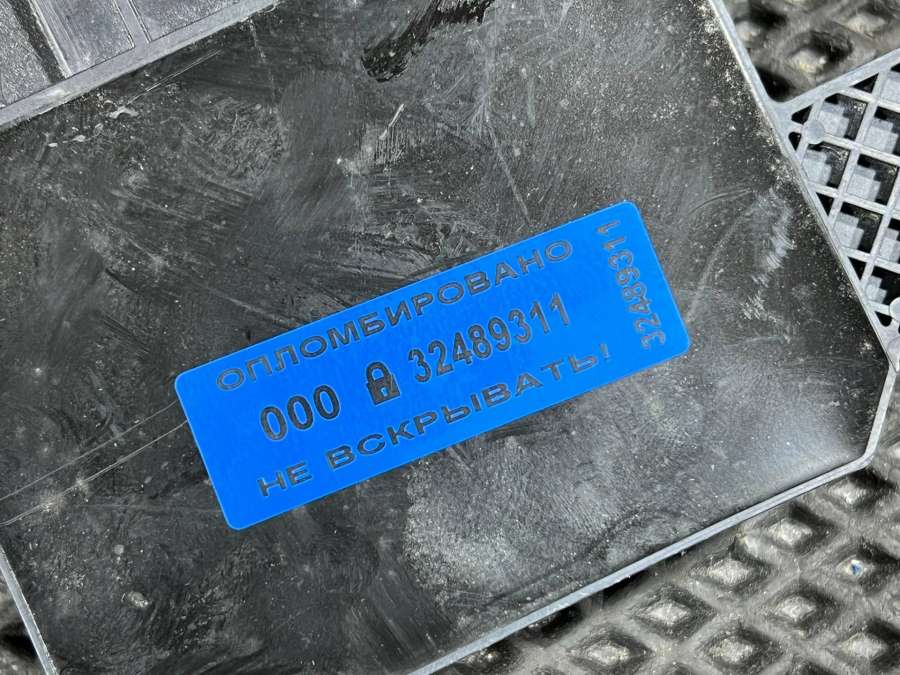 ОПЛОМБИРОВАНО
000 32489311
НЕ ВСКРЫВАТЬ!
32489311